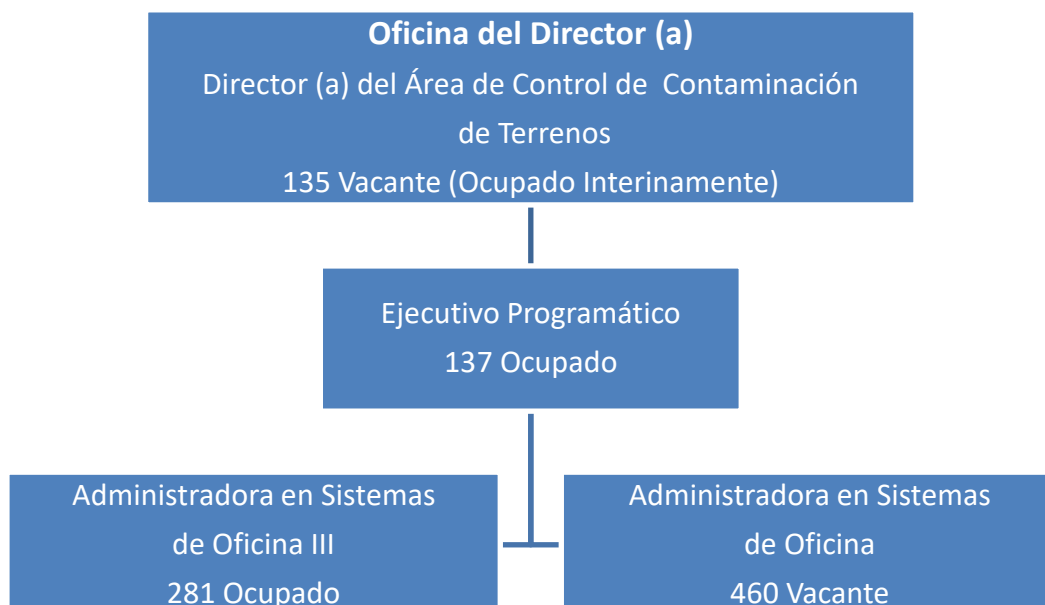 Oficina del Director (a)
Director (a) del Área de Control de Contaminación
de Terrenos
135 Vacante (Ocupado Interinamente)
Ejecutivo Programático
137 Ocupado
Administradora en Sistemas
de Oficina III
281 Ocupado
Administradora en Sistemas
de Oficina
460 Vacante